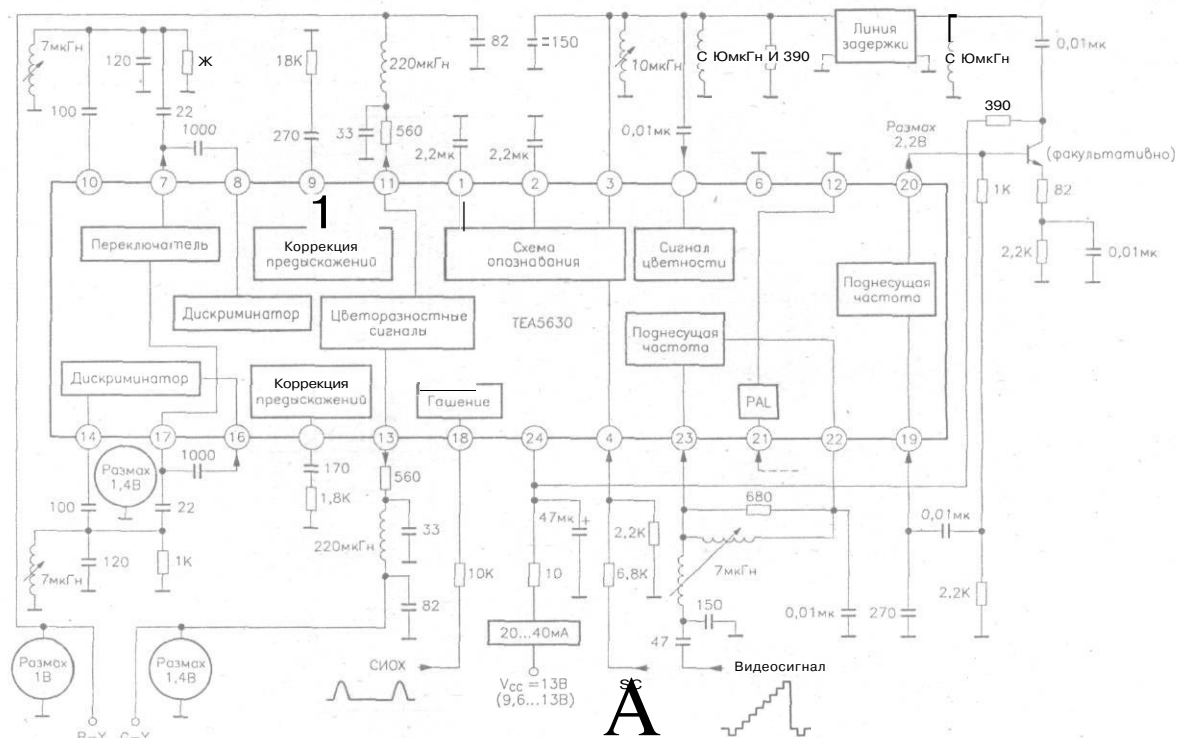 7мкГн
120
Ж
100
22
1000
18К
270
220мкГн
33
560
82
2,2мк
150
2,2мк
10мкГн
С ЮмкГн И 390
0,01мк
Линия
задержки
С ЮмкГн
0,01мк
390
Размах
2,2В
(факультативно)
1К
82
2,2К
0,01мк
10
7
8
9
11
1
2
3
6
12
20
1
Переключатель
Коррекция
предыскажений
Схема
опознавания
Сигнал
цветности
Поднесущая
частота
Дискриминатор
Цветоразностные
сигналы
TEA5630
Поднесущая
частота
Дискриминатор
Коррекция
предыскажений
Гашение
PAL
14
17
16
13
18
24
4
23
21
22
19
Размах
1,4В
1000
100
22
7мкГн
120
1К
170
1,8К
560
220мкГн
33
82
10К
47мк
+
10
20...40мА
Vcc =13В
(9,6...13В)
2,2К
6,8К
680
7мкГн
150
47
0,01мк
0,01мк
270
2,2К
Размах
1В
Размах
1,4В
СИОХ
SC
А
Видеосигнал